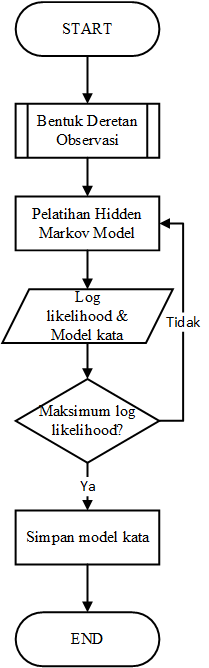 START
Bentuk Deretan
Observasi
Pelatihan Hidden
Markov Model
Log
likelihood &
Model kata
Tidak
Maksimum log
likelihood?
Ya
Simpan model kata
END